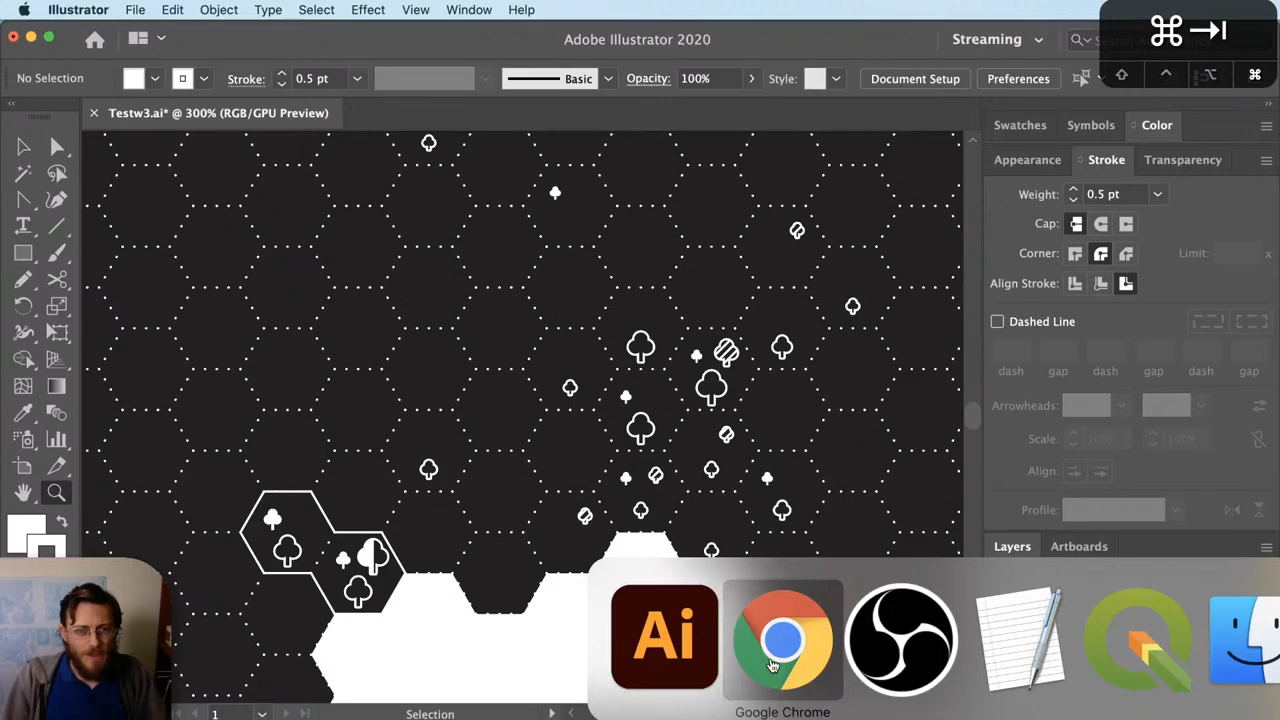 Illustrator File Edit Object Type Select Effect View Window Help
Adobe Illustrator 2020
Streaming
No Selection
Stroke:
0.5 pt
Basic
Opacity:
100%
Style:
Document Setup
Preferences
Testw3.ai* @ 300% (RGB/GPU Preview)
Swatches
Symbols
Color
Appearance
Stroke
Transparency
Weight:
0.5 pt
Cap:
Corner:
Limit:
x
Align Stroke:
Dashed Line
dash
gap
dash
gap
dash
gap
Arrowheads:
Scale:
100%
100%
Align:
Profile:
Layers
Artboards
Ai
Google Chrome
1
Selection